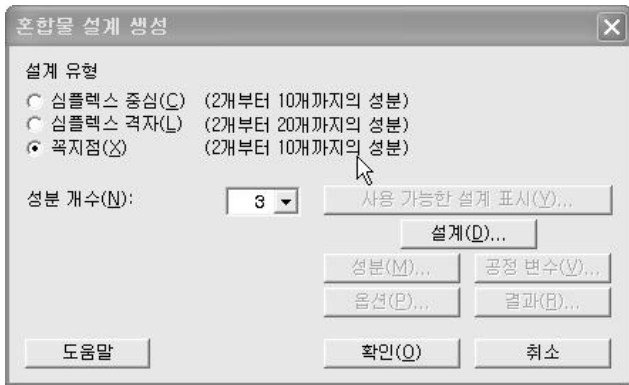 혼합물 설계 생성
설계 유형
심플렉스 중심(C) (2개부터 10개까지의 성분)
심플렉스 격자(L) (2개부터 20개까지의 성분)
꼭지점(X) (2개부터 10개까지의 성분)
성분 개수(N): 3 사용 가능한 설계 표시(Y)...
설계(D)...
성분(M)... 공정 변수(V)...
옵션(P)... 결과(R)...
도움말 확인(O) 취소